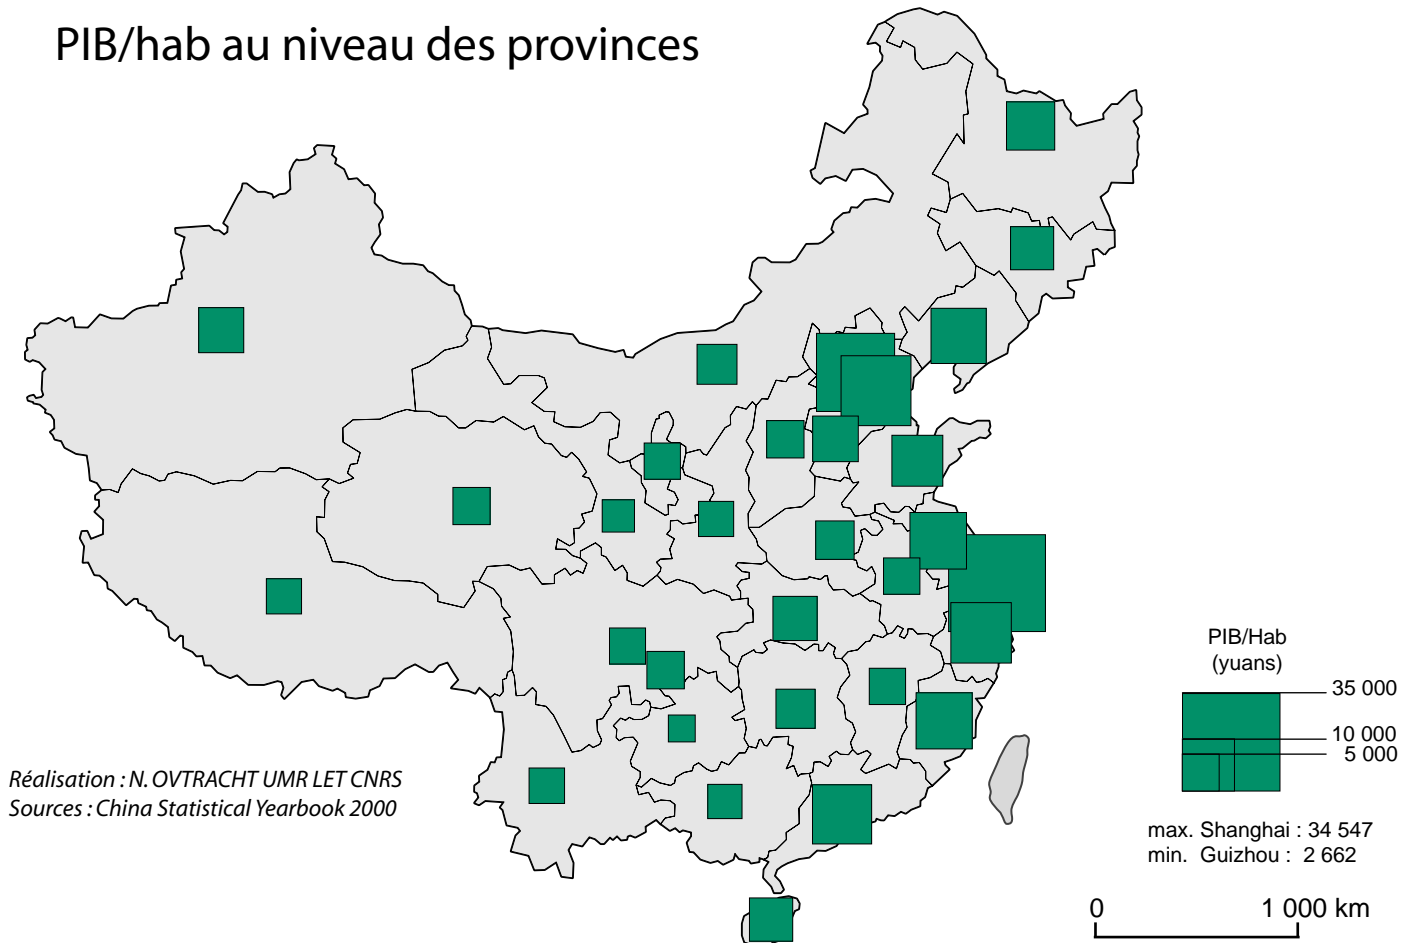 PIB/hab au niveau des provinces
PIB/Hab
(yuans)
35 000
10 000
5 000
Réalisation : N. OVTRACHT UMR LET CNRS
Sources : China Statistical Yearbook 2000
max. Shanghai : 34 547
min. Guizhou : 2 662
0 1 000 km